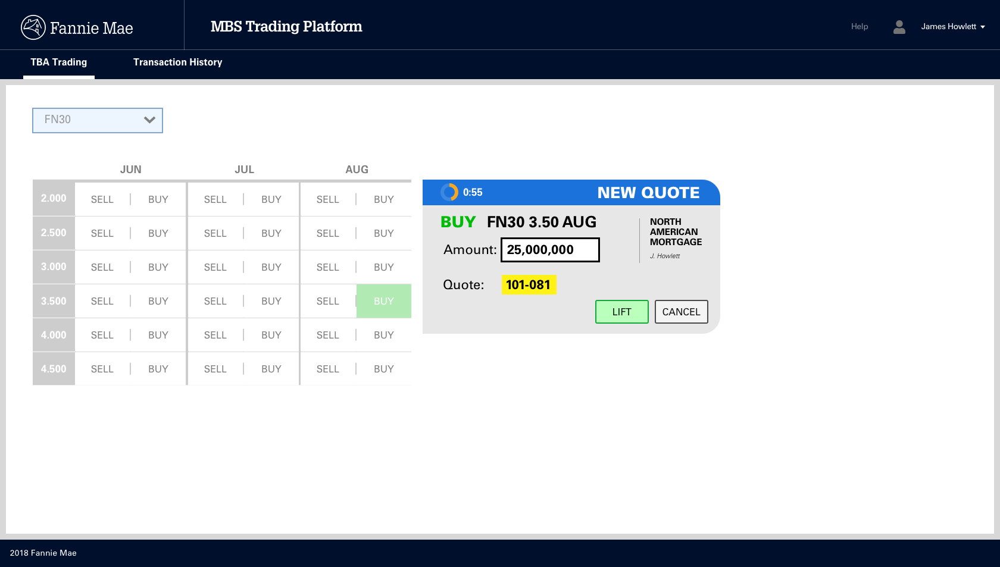 Fannie Mae
MBS Trading Platform
Help
James Howlett
TBA Trading
Transaction History
FN30
JUN JUL AUG
2.000 SELL BUY SELL BUY SELL BUY
2.500 SELL BUY SELL BUY SELL BUY
3.000 SELL BUY SELL BUY SELL BUY
3.500 SELL BUY SELL BUY SELL BUY
4.000 SELL BUY SELL BUY SELL BUY
4.500 SELL BUY SELL BUY SELL BUY
0:55 NEW QUOTE
BUY FN30 3.50 AUG
Amount: 25,000,000
Quote: 101-081
NORTH
AMERICAN
MORTGAGE
J. Howlett
LIFT CANCEL
2018 Fannie Mae